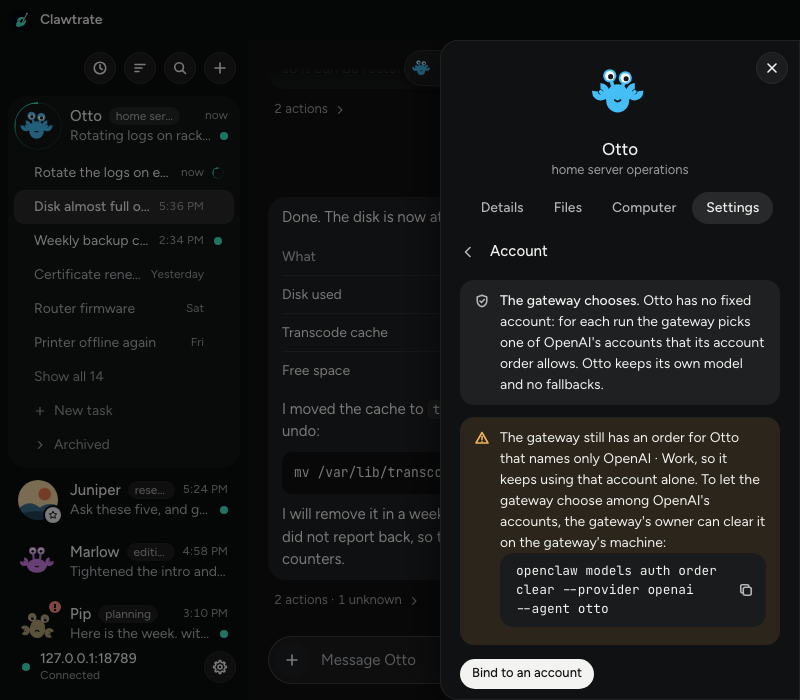 Clawtrate
Otto
home ser...
now
Rotating logs on rack...
Rotate the logs on e...
now
Disk almost full o...
5:36 PM
Weekly backup c...
2:34 PM
Certificate rene...
Yesterday
Router firmware
Sat
Printer offline again
Fri
Show all 14
+ New task
Archived
Juniper
rese...
5:24 PM
Ask these five, and g...
Marlow
editi...
4:58 PM
Tightened the intro and...
Pip
planning
3:10 PM
Here is the week. wit...
127.0.0.1:18789
Connected
2 actions
Done. The disk is now at
What
Disk used
Transcode cache
Free space
I moved the cache to
undo:
mv /var/lib/transco
I will remove it in a week
did not report back, so t
counters.
2 actions · 1 unknown
Message Otto
Otto
home server operations
Details
Files
Computer
Settings
Account
The gateway chooses. Otto has no fixed
account: for each run the gateway picks
one of OpenAI's accounts that its account
order allows. Otto keeps its own model
and no fallbacks.
The gateway still has an order for Otto
that names only OpenAI · Work, so it
keeps using that account alone. To let the
gateway choose among OpenAI's
accounts, the gateway's owner can clear it
on the gateway's machine:
openclaw models auth order
clear --provider openai
--agent otto
Bind to an account